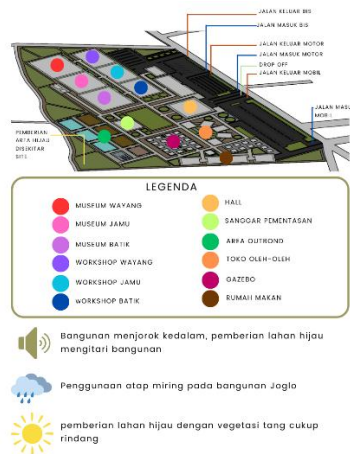 JALAN KELUAR BIS
JALAN MASUK BIS
JALAN KELUAR MOTOR
JALAN MASUK MOTOR
DROP OFF
JALAN KELUAR MOBIL
JALAN MASU
MOBIL
PEMBERIAN
AREA HIJAU
DISEKITAR
SITE
LEGENDA
MUSEUM WAYANG
MUSEUM JAMU
MUSEUM BATIK
WORKSHOP WAYANG
WORKSHOP JAMU
wORKSHOP BATIK
HALL
SANGGAR PEMENTASAN
AREA OUTBOND
TOKO OLEH-OLEH
GAZEBO
RUMAH MAKAN
Bangunan menjorok kedalam, pemberian lahan hijau
mengitari bangunan
Penggunaan atap miring pada bangunan Joglo
pemberian lahan hijau dengan vegetasi tang cukup
rindang